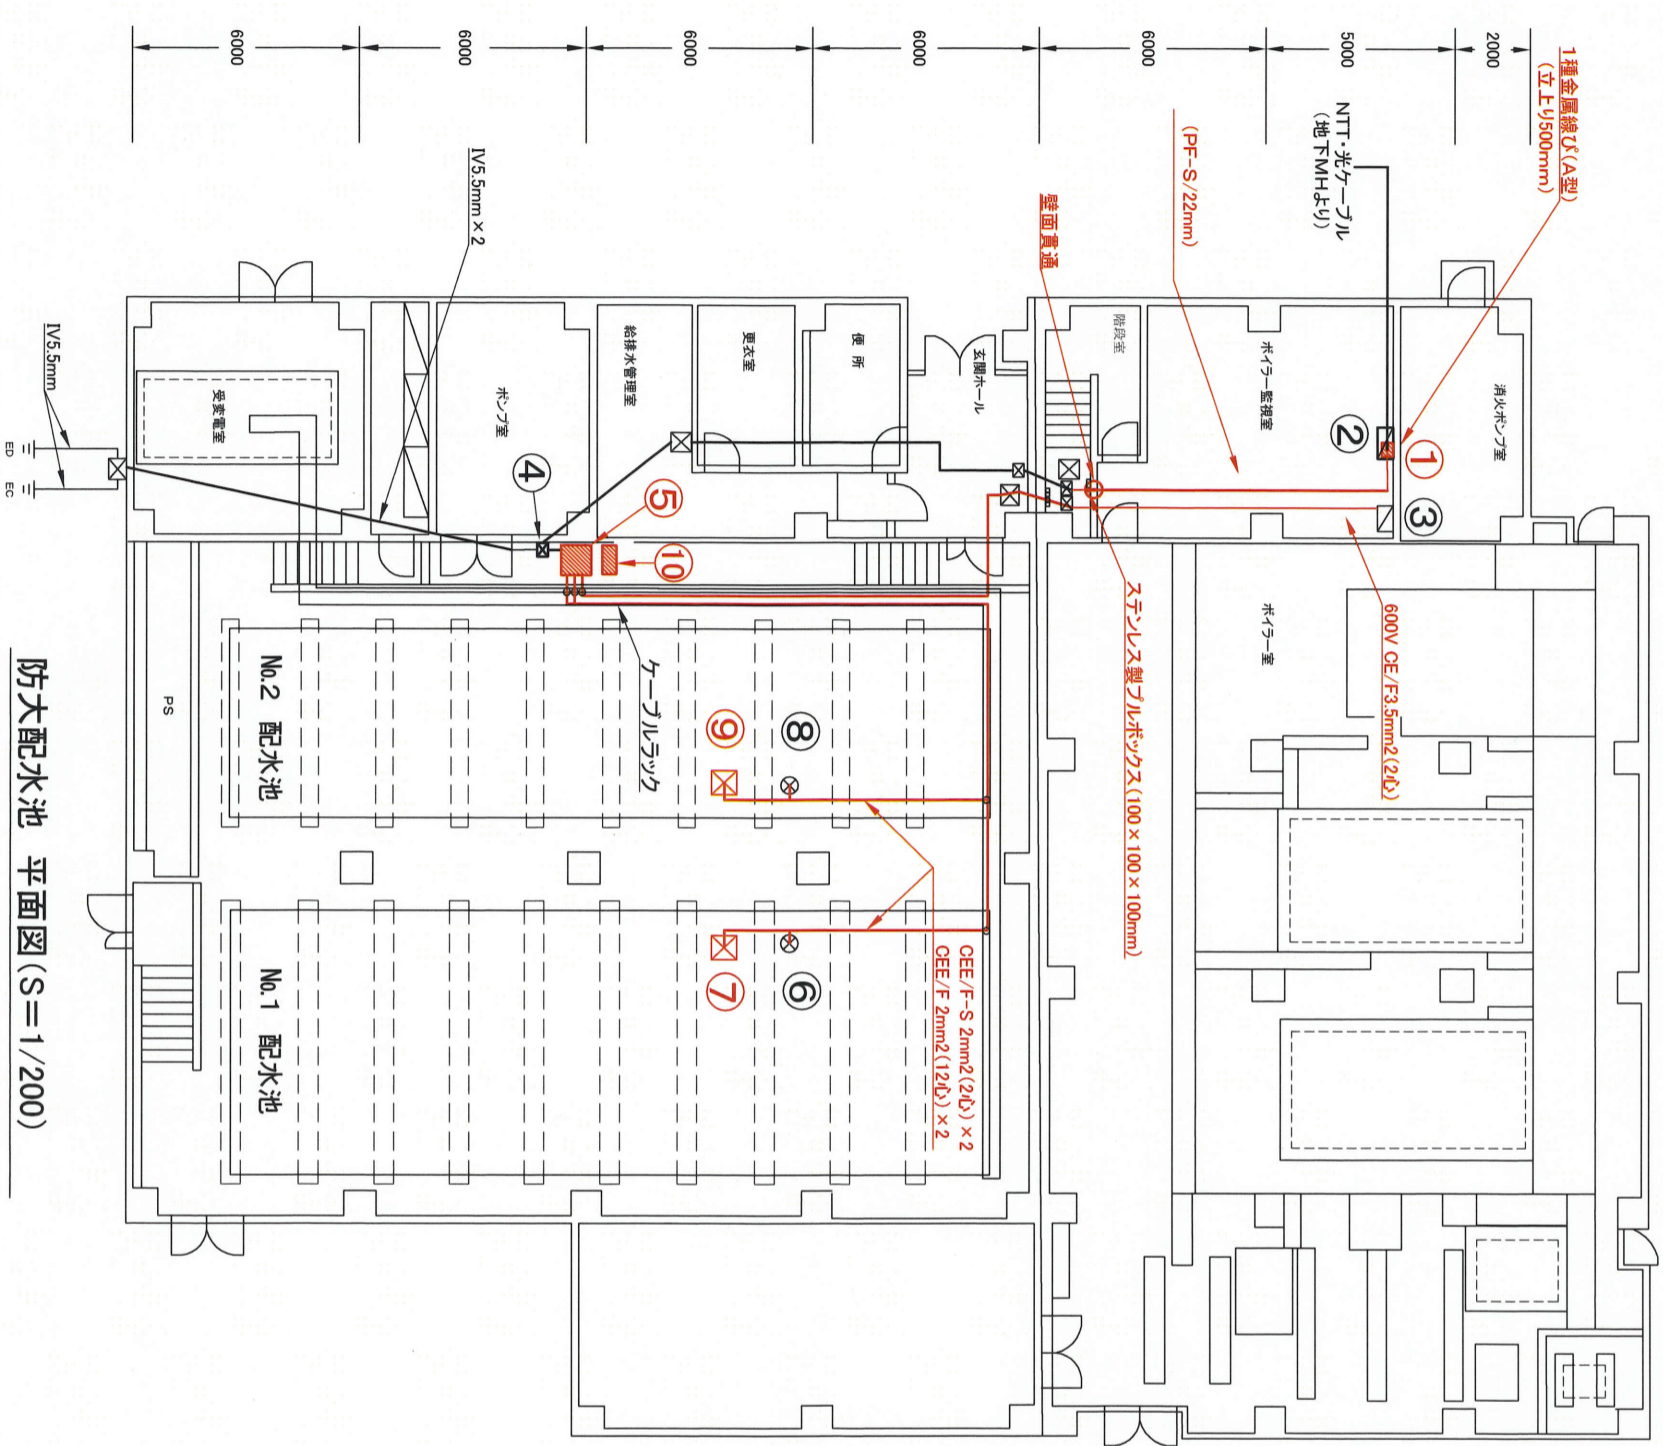 防大配水池 平面図(S=1/200)
6000
6000
6000
6000
6000
5000
2000
1種金属線ぴ(A型)
(立上り500mm)
NTT・光ケーブル
(地下MHより)
(PF-S/22mm)
壁面貫通
IV5.5mm×2
IV5.5mm
ED
EC
受変電室
ポンプ室
給排水管理室
更衣室
便所
玄関ホール
階段室
ボイラー監視室
消火ポンプ室
①
②
③
④
⑤
⑩
ステンレス製プルボックス(100×100×100mm)
600V CE/F3.5mm2(2心)
ボイラー室
ケーブルラック
PS
No.2 配水池
⑨
⑧
No.1 配水池
⑦
⑥
CEE/F-S 2mm2(2心)×2
CEE/F 2mm2(12心)×2